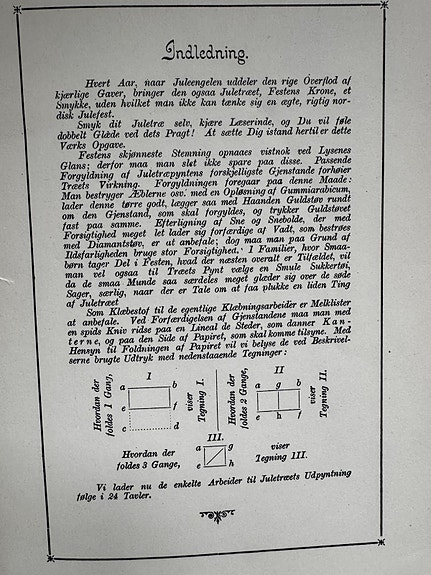 Indledning.
Hvert Aar, naar Juleengelen uddeler den rige Overflod af
kjærlige Gaver, bringer den ogsaa Juletræet, Festens Krone, et
Smykke, uden hvilket man ikke kan tænke sig en ægte, rigtig nor-
disk Julefest.
Smyk dit Juletræ selv, kjære Læserinde, og Du vil føle
dobbelt Glæde ved dets Pragt! At sætte Dig istand hertil er dette
Værks Opgave.
Festens skjønneste Stemning opnaaes vistnok ved Lysenes
Glans; derfor maa man slet ikke spare paa disse. Passende
Forgyldning af Juletræpyntens forskjelligste Gjenstande forhøier
Træets Virkning. Forgyldningen foregaar paa denne Maade:
Man bestryger Æblerne osv. med en Opløsning af Gummiarabicum,
lader denne tørre godt, lægger saa med Haanden Guldstøv rundt
om den Gjenstand, som skal forgyldes, og trykker Guldstøvet
fast paa samme. Efterligning af Sne og Snebolde, der med
Forsigtighed meget let lader sig forfærdige af Vadt, som bestrøes
med Diamantstøv, er at anbefale; dog maa man paa Grund af
Ildsfarligheden bruge stor Forsigtighed. I Familier, hvor Smaa-
børn tager Del i Festen, hvad der næsten overalt er Tilfældet, vil
man vel ogsaa til Træets Pynt vælge en Smule Sukkertøi,
da de smaa Munde saa særdeles meget glæder sig over de søde
Sager, særlig, naar der er Tale om at faa plukke en liden Ting
af Juletræet
Som Klæbestof til de egentlige Klæbningsarbeider er Melklister
at anbefale. Ved Forfærdigelsen af Gjenstandene maa man med
en spids Kniv ridse paa en Lineal de Steder, som danner Kan-
terne, og paa den Side af Papiret, som skal komme tilsyne. Med
Hensyn til Foldningen af Papiret vil vi belyse de ved Beskrivel-
serne brugte Udtryk med nedenstaaende Tegninger:
Hvordan der
foldes 1 Gang,
I
a b
e f
c d
viser
Tegning I.
Hvordan der
foldes 2 Gange,
II
a g b
e h f
viser
Tegning II.
Hvordan der
foldes 3 Gange,
III.
a g
e h
viser
Tegning III.
Vi lader nu de enkelte Arbeider til Juletræets Udpyntning
følge i 24 Tavler.